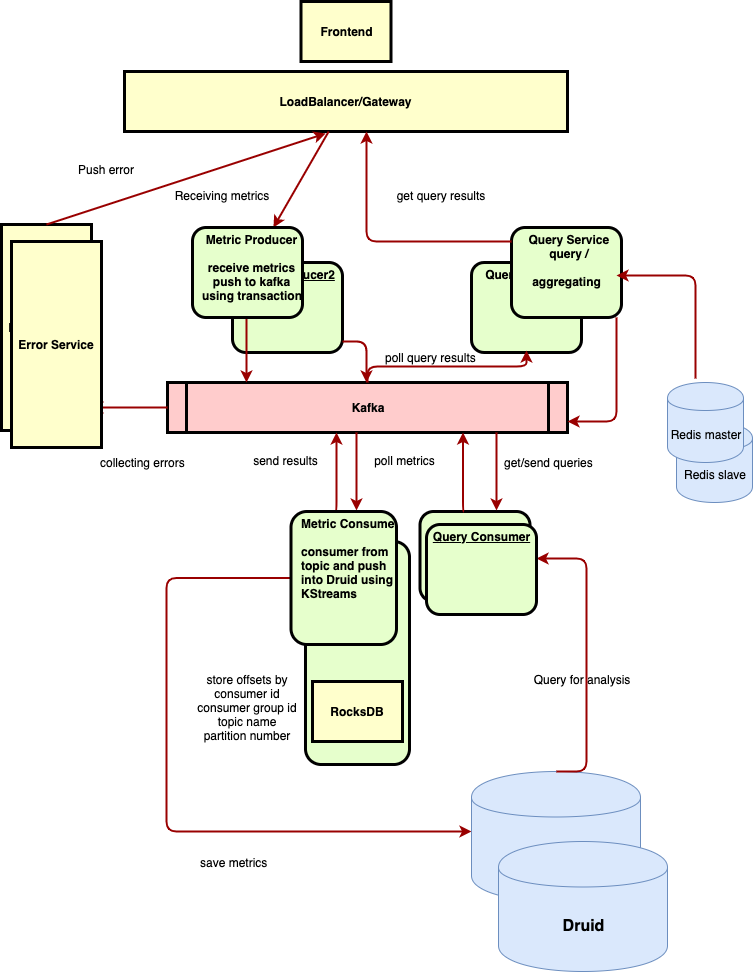 Frontend
LoadBalancer/Gateway
Push error
Receiving metrics
get query results
Metric Producer
receive metrics
push to kafka
using transaction
ucer2
Query Service
query /
aggregating
Quer
Error Service
poll query results
Kafka
Redis master
Redis slave
collecting errors
send results
poll metrics
get/send queries
Metric Consume
consumer from
topic and push
into Druid using
KStreams
Query Consumer
store offsets by
consumer id
consumer group id
topic name
partition number
RocksDB
Query for analysis
save metrics
Druid